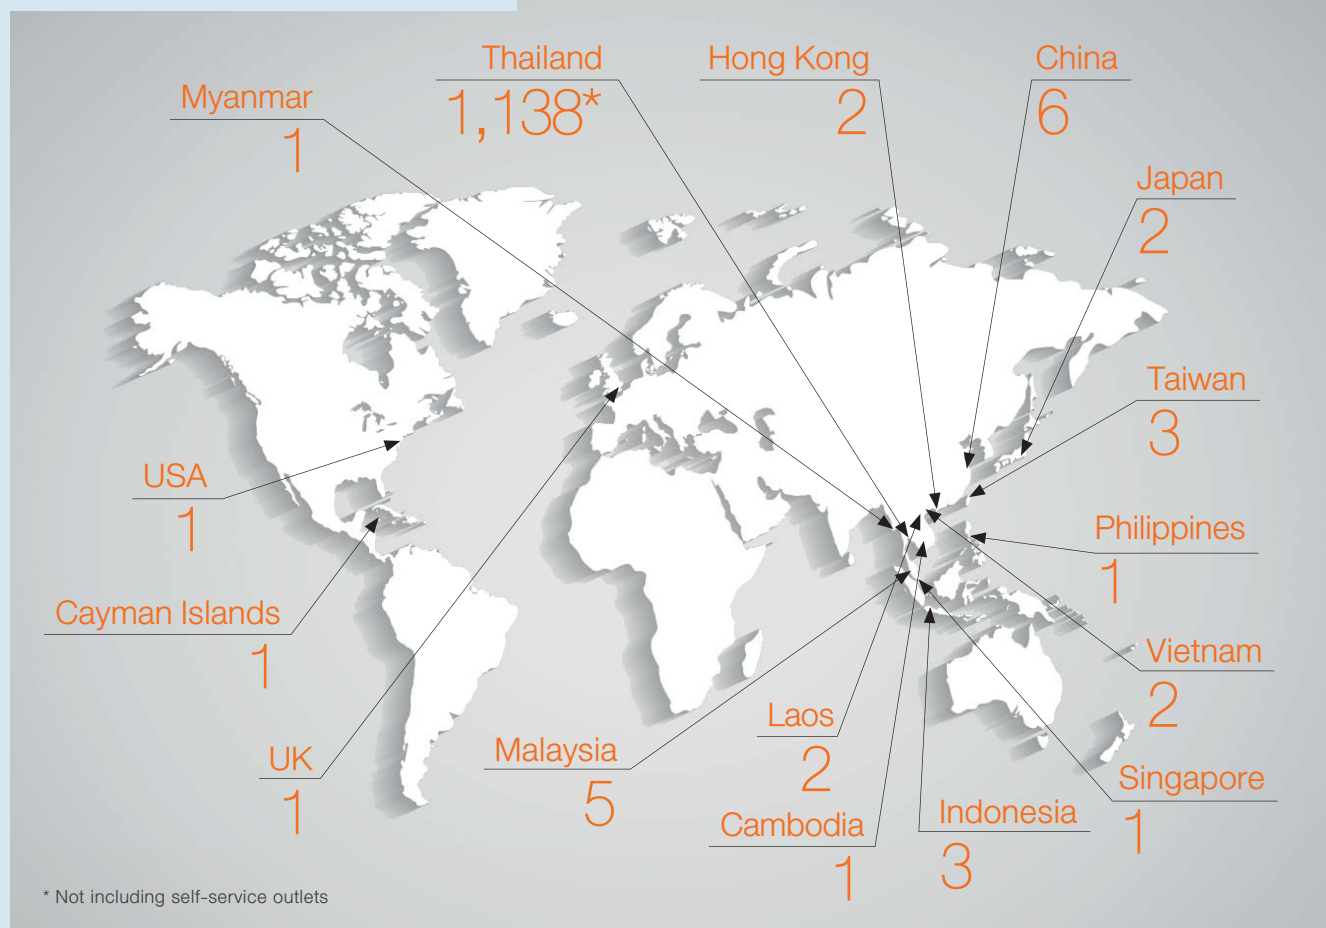 Thailand
1,138*
Hong Kong
2
China
6
Myanmar
1
Japan
2
Taiwan
3
USA
1
Philippines
1
Cayman Islands
1
Vietnam
2
Laos
2
UK
1
Malaysia
5
Singapore
1
Cambodia
1
Indonesia
3
* Not including self-service outlets